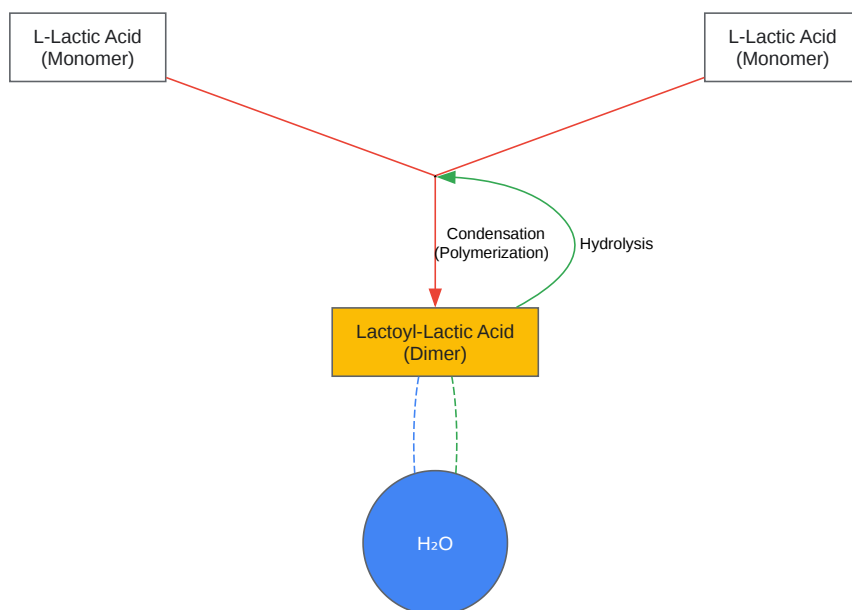 L-Lactic Acid
(Monomer)
L-Lactic Acid
(Monomer)
Condensation
(Polymerization)
Hydrolysis
Lactoyl-Lactic Acid
(Dimer)
H₂O